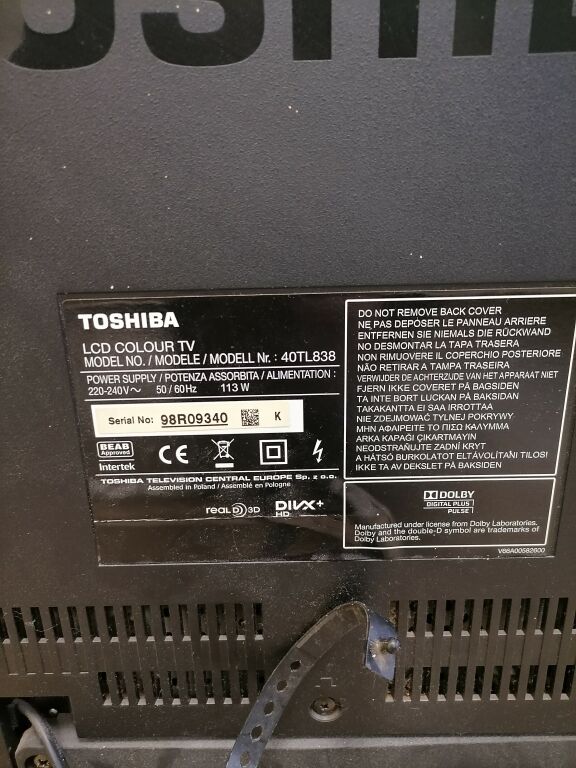 TOSHIBA
LCD COLOUR TV
MODEL NO. / MODELE / MODELL Nr. : 40TL838
POWER SUPPLY / POTENZA ASSORBITA / ALIMENTATION :
220-240V～ 50 / 60Hz 113 W
Serial No: 98R09340 K
BEAB
Approved
Intertek
CE
TOSHIBA TELEVISION CENTRAL EUROPE Sp. z o.o.
Assembled in Poland / Assemblé en Pologne
REAL D 3D
DIVX+
HD
DO NOT REMOVE BACK COVER
NE PAS DEPOSER LE PANNEAU ARRIERE
ENTFERNEN SIE NIEMALS DIE RÜCKWAND
NO DESMONTAR LA TAPA TRASERA
NON RIMUOVERE IL COPERCHIO POSTERIORE
NÃO RETIRAR A TAMPA TRASEIRA
VERWIJDER DE ACHTERZIJDE VAN HET APPARAAT NIET
FJERN IKKE COVERET PÅ BAGSIDEN
TA INTE BORT LUCKAN PÅ BAKSIDAN
TAKAKANTTA EI SAA IRROTTAA
NIE ZDEJMOWAĆ TYLNEJ POKRYWY
ΜΗΝ ΑΦΑΙΡΕΙΤΕ ΤΟ ΠΙΣΩ ΚΑΛΥΜΜΑ
ARKA KAPAĞI ÇIKARTMAYIN
NEODSTRAŇUJTE ZADNÍ KRYT
A HÁTSÓ BURKOLATOT ELTÁVOLÍTANI TILOS!
IKKE TA AV DEKSLET PÅ BAKSIDEN
DOLBY
DIGITAL PLUS
PULSE
Manufactured under license from Dolby Laboratories.
Dolby and the double-D symbol are trademarks of
Dolby Laboratories.
V68A00582600